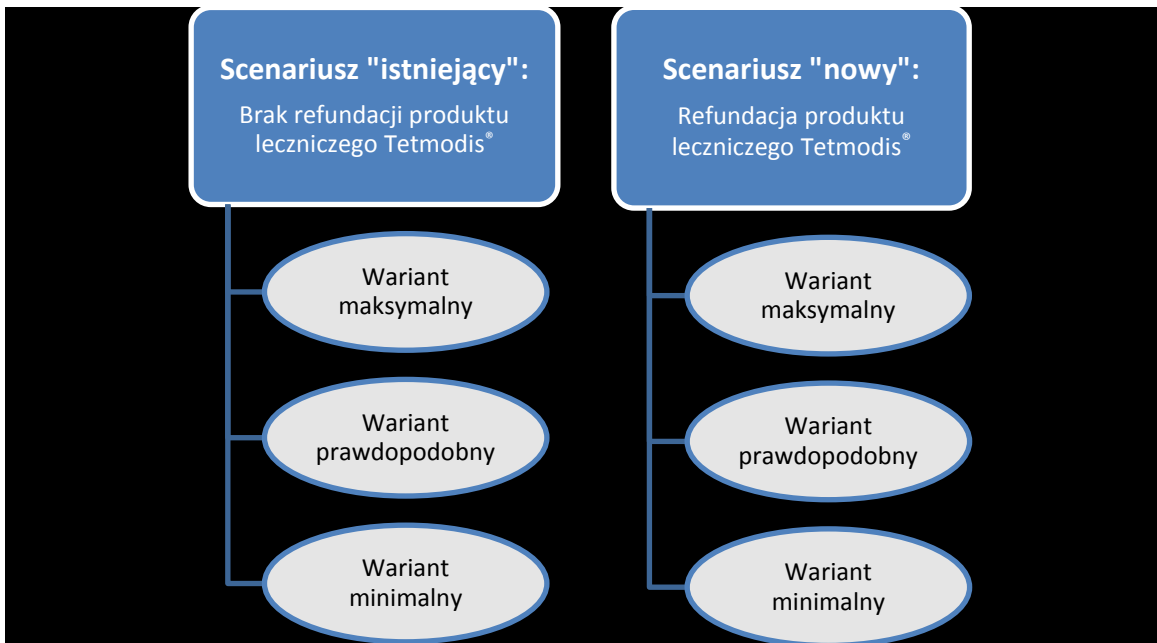 Scenariusz "istniejący":
Brak refundacji produktu
leczniczego Tetmodis®
Wariant
maksymalny
Wariant
prawdopodobny
Wariant
minimalny
Scenariusz "nowy":
Refundacja produktu
leczniczego Tetmodis®
Wariant
maksymalny
Wariant
prawdopodobny
Wariant
minimalny